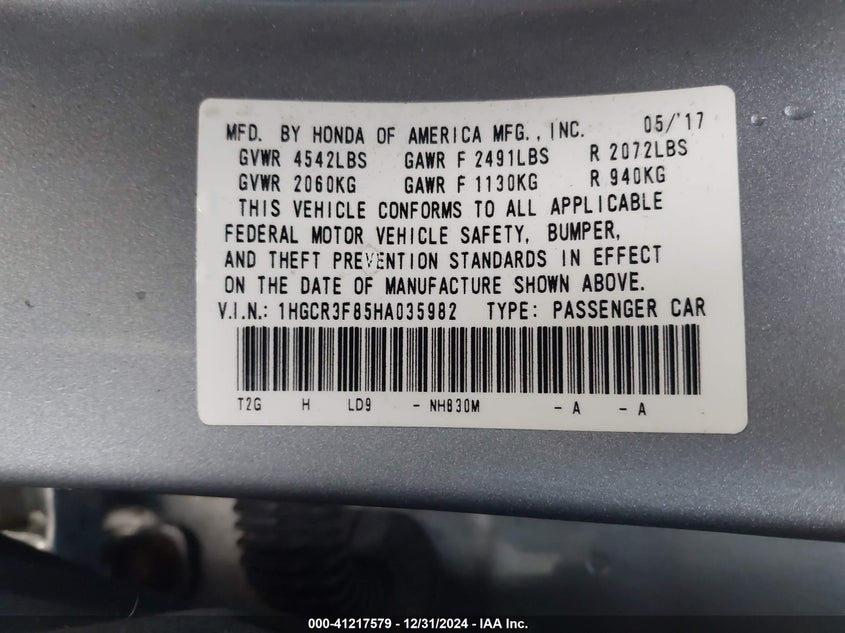 MFD. BY HONDA OF AMERICA MFG., INC. 05/'17
GVWR 4542LBS GAWR F 2491LBS R 2072LBS
GVWR 2060KG GAWR F 1130KG R 940KG
THIS VEHICLE CONFORMS TO ALL APPLICABLE
FEDERAL MOTOR VEHICLE SAFETY, BUMPER,
AND THEFT PREVENTION STANDARDS IN EFFECT
ON THE DATE OF MANUFACTURE SHOWN ABOVE.
V.I.N.: 1HGCR3F85HA035982 TYPE: PASSENGER CAR
T2G H LD9 - NH830M - A - A
000-41217579 - 12/31/2024 - IAA Inc.